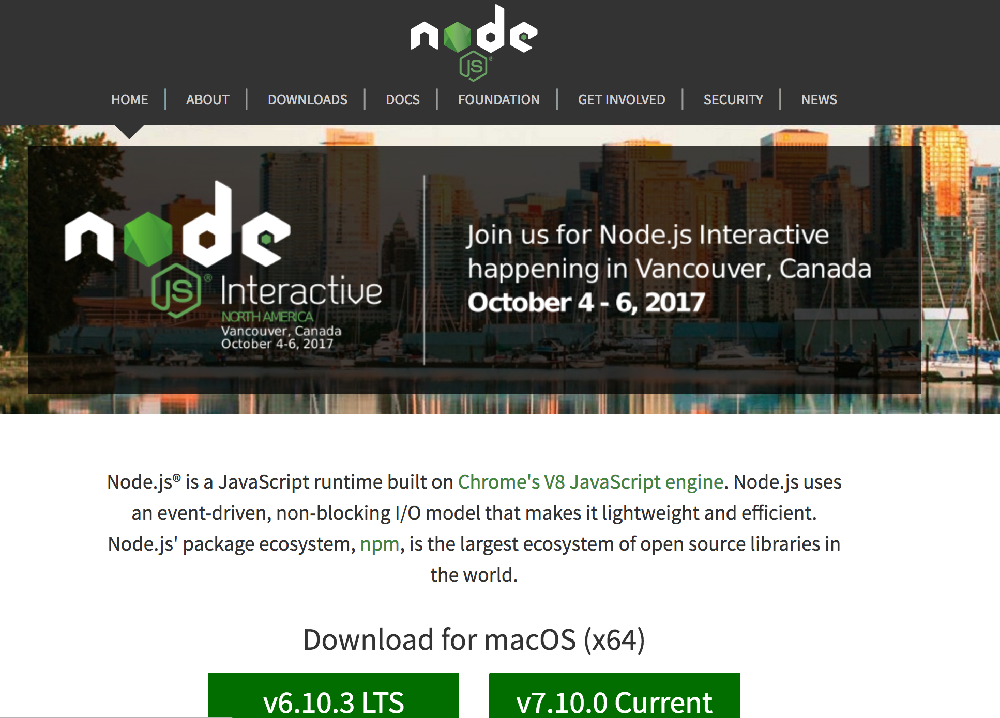 node
JS®
HOME | ABOUT | DOWNLOADS | DOCS | FOUNDATION | GET INVOLVED | SECURITY | NEWS
node
JS® Interactive
NORTH AMERICA
Vancouver, Canada
October 4-6, 2017
Join us for Node.js Interactive
happening in Vancouver, Canada
October 4 - 6, 2017
Node.js® is a JavaScript runtime built on Chrome's V8 JavaScript engine. Node.js uses
an event-driven, non-blocking I/O model that makes it lightweight and efficient.
Node.js' package ecosystem, npm, is the largest ecosystem of open source libraries in
the world.
Download for macOS (x64)
v6.10.3 LTS
v7.10.0 Current